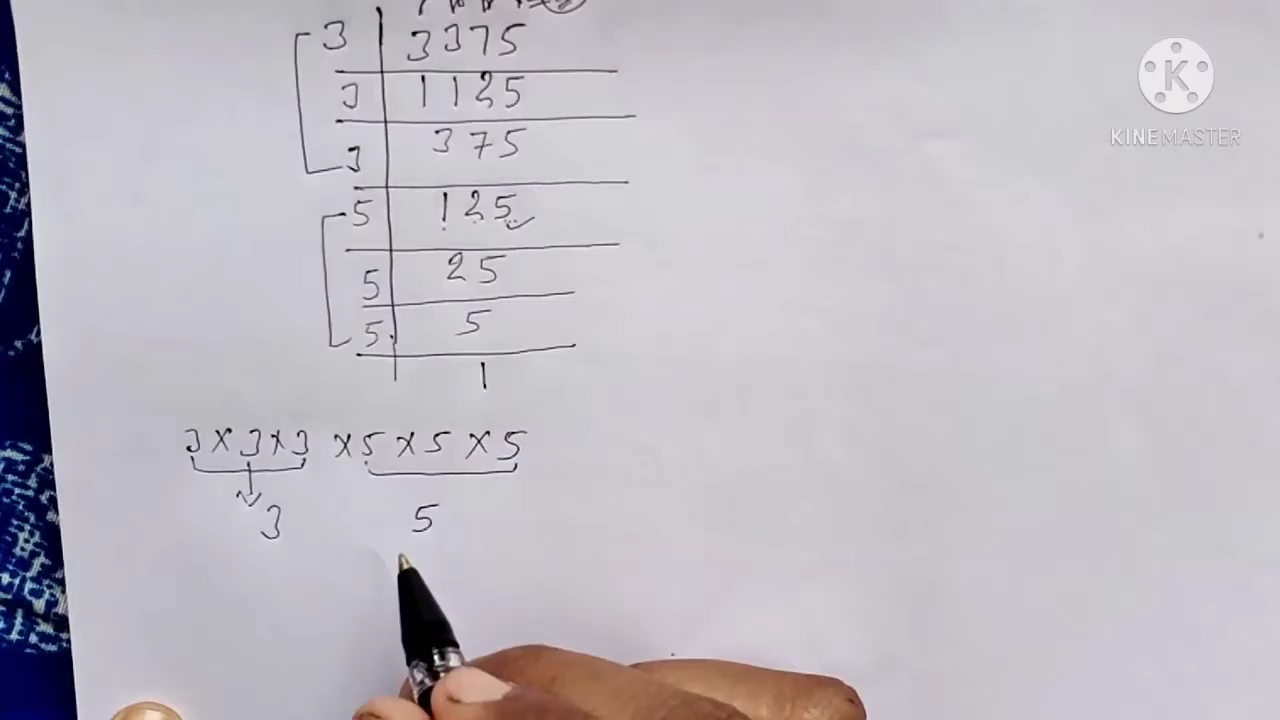 3 3375
3 1125
3 375
5 125
5 25
5 5
1
3 × 3 × 3 × 5 × 5 × 5
3 5
K
KINEMASTER